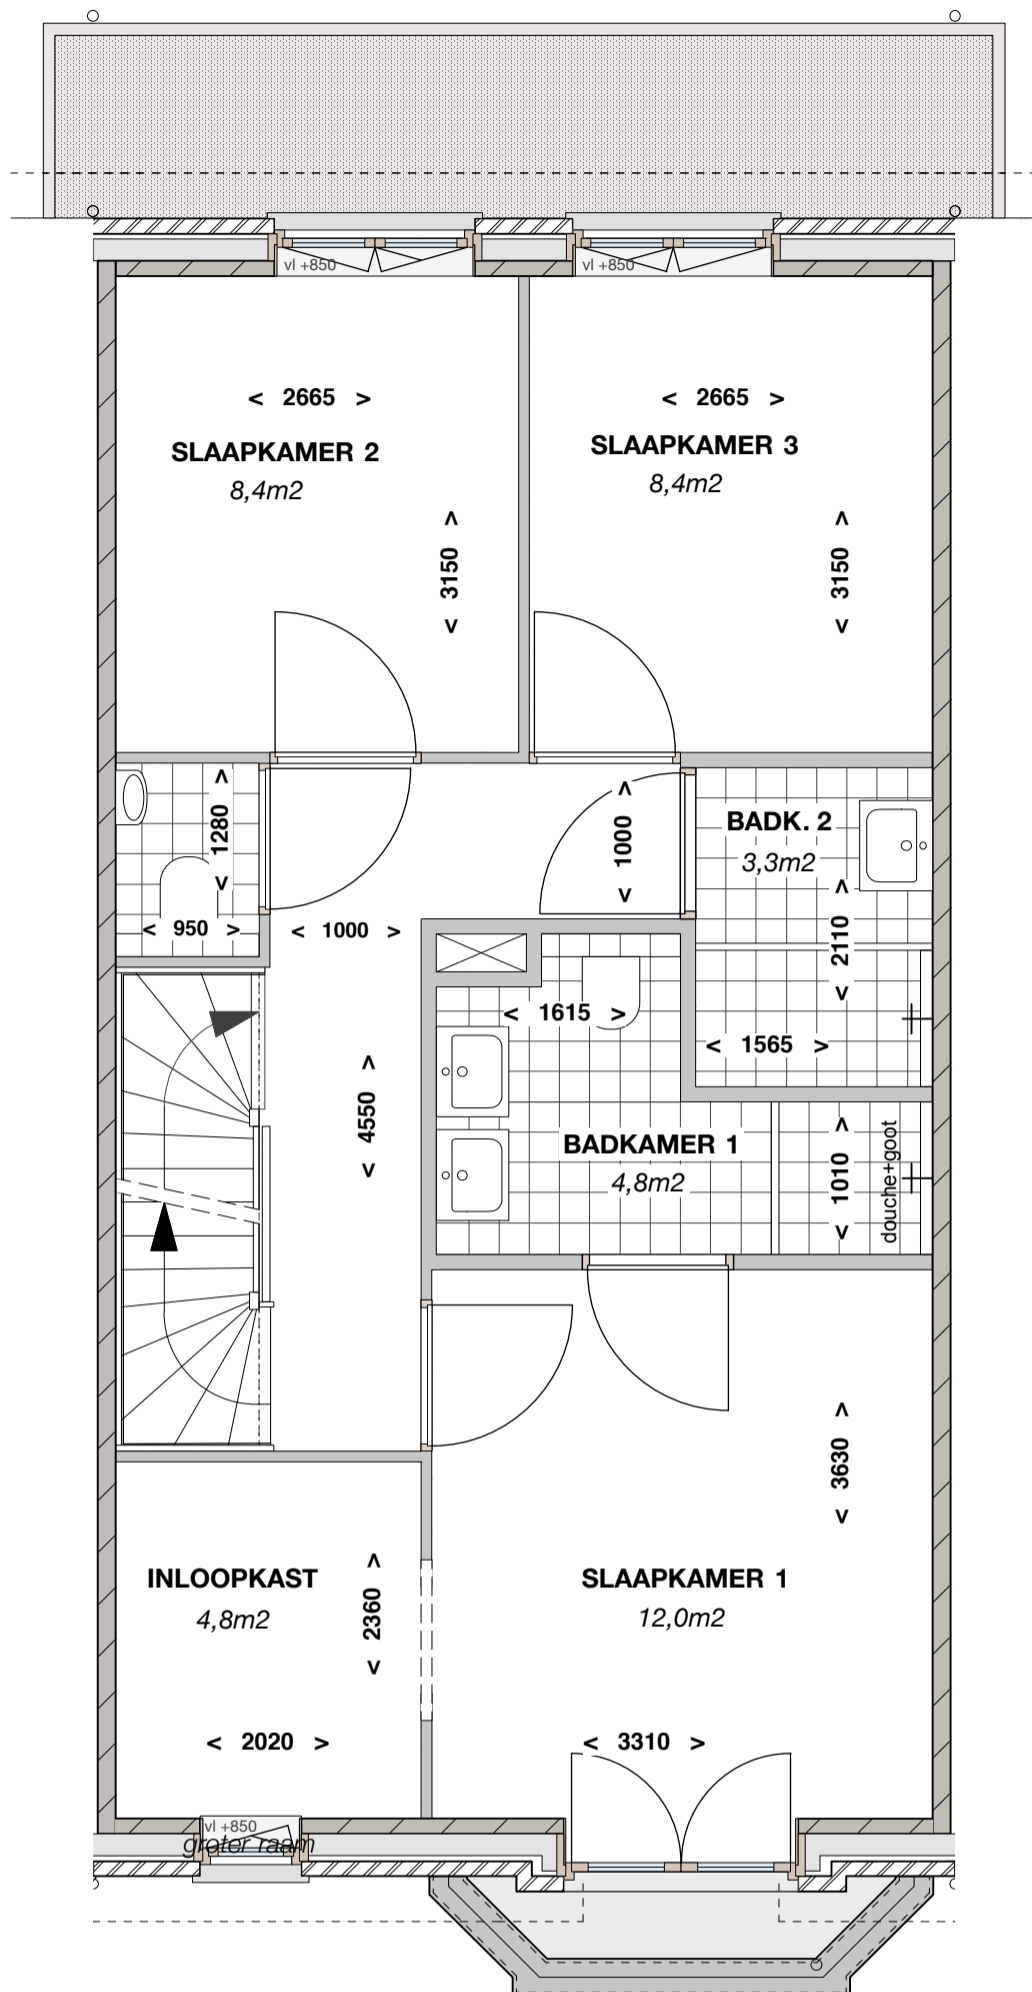 vl +850
vl +850
< 2665 >
< 2665 >
SLAAPKAMER 2
8,4m2
SLAAPKAMER 3
8,4m2
< 3150 >
< 3150 >
< 1280 >
< 1000 >
BADK. 2
3,3m2
< 950 >
< 1000 >
< 2110 >
< 1615 >
< 1565 >
< 4550 >
BADKAMER 1
4,8m2
< 1010 >
douche+goot
< 3630 >
INLOOPKAST
4,8m2
< 2360 >
SLAAPKAMER 1
12,0m2
< 2020 >
< 3310 >
vl +850
groter raam